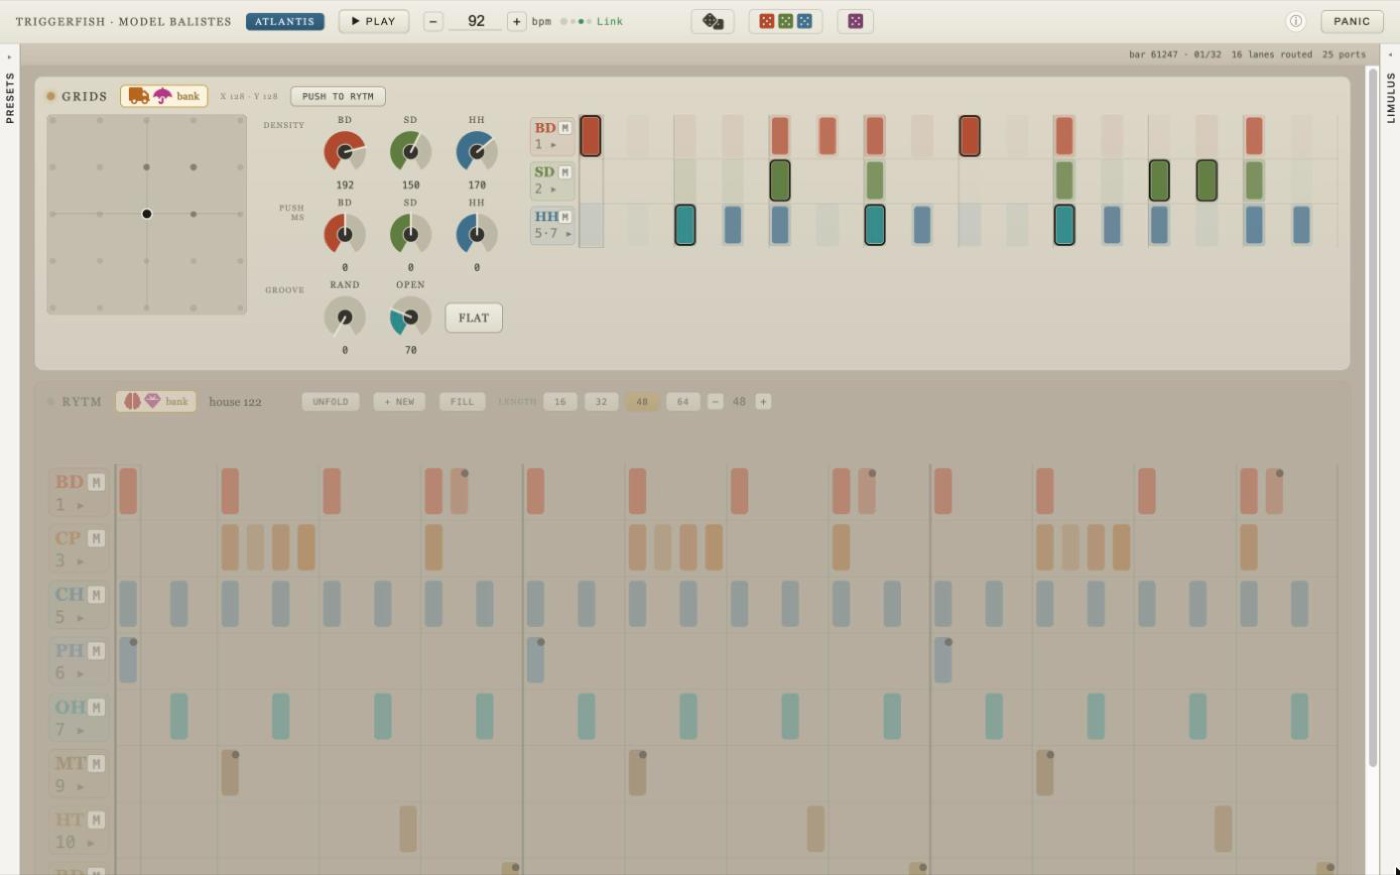 TRIGGERFISH · MODEL BALISTES ATLANTIS ▶ PLAY − 92 + bpm Link ⓘ PANIC
bar 61247 · 01/32 16 lanes routed 25 ports
PRESETS
LIMULUS
GRIDS bank X 128 · Y 128 PUSH TO RYTM
DENSITY BD SD HH
192 150 170
PUSH MS BD SD HH
0 0 0
GROOVE RAND OPEN
FLAT
0 70
BD M
1 ▸
SD M
2 ▸
HH M
5·7 ▸
RYTM bank house 122 UNFOLD + NEW FILL LENGTH 16 32 48 64 − 48 +
BD M
1 ▸
CP M
3 ▸
CH M
5 ▸
PH M
6 ▸
OH M
7 ▸
MT M
9 ▸
HT M
10 ▸